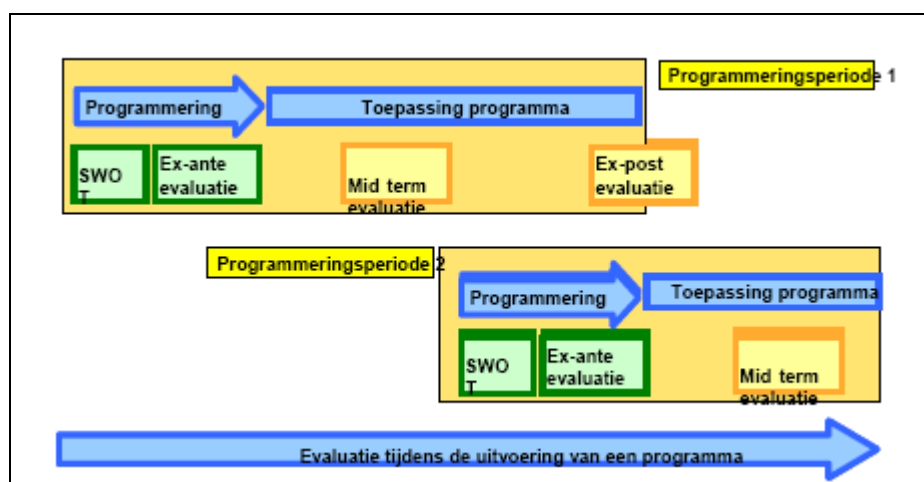 Programmeringsperiode 1
Programmering
Toepassing programma
SWO
T
Ex-ante
evaluatie
Mid term
evaluatie
Ex-post
evaluatie
Programmeringsperiode 2
Programmering
Toepassing programma
SWO
T
Ex-ante
evaluatie
Mid term
evaluatie
Evaluatie tijdens de uitvoering van een programma